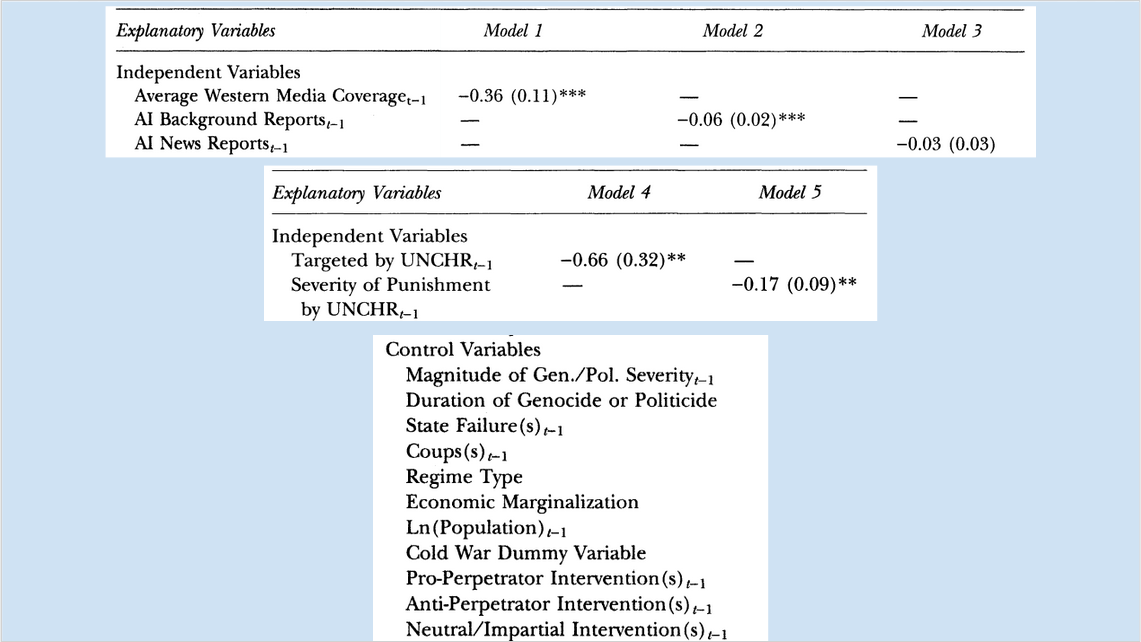 Explanatory Variables Model 1 Model 2 Model 3
Independent Variables
Average Western Media Coverage t−1 −0.36 (0.11)*** — —
AI Background Reports t−1 — −0.06 (0.02)*** —
AI News Reports t−1 — — −0.03 (0.03)
Explanatory Variables Model 4 Model 5
Independent Variables
Targeted by UNCHR t−1 −0.66 (0.32)** —
Severity of Punishment — −0.17 (0.09)**
by UNCHR t−1
Control Variables
Magnitude of Gen./Pol. Severity t−1
Duration of Genocide or Politicide
State Failure(s) t−1
Coups(s) t−1
Regime Type
Economic Marginalization
Ln(Population) t−1
Cold War Dummy Variable
Pro-Perpetrator Intervention(s) t−1
Anti-Perpetrator Intervention(s) t−1
Neutral/Impartial Intervention(s) t−1